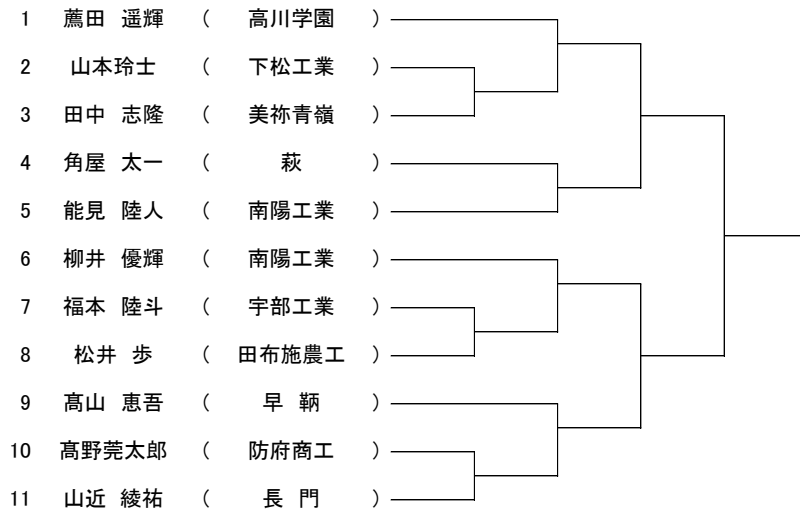 1 薦田 遥輝 ( 高川学園 )
2 山本玲士 ( 下松工業 )
3 田中 志隆 ( 美祢青嶺 )
4 角屋 太一 ( 萩 )
5 能見 陸人 ( 南陽工業 )
6 柳井 優輝 ( 南陽工業 )
7 福本 陸斗 ( 宇部工業 )
8 松井 歩 ( 田布施農工 )
9 髙山 恵吾 ( 早 鞆 )
10 髙野莞太郎 ( 防府商工 )
11 山近 綾祐 ( 長 門 )